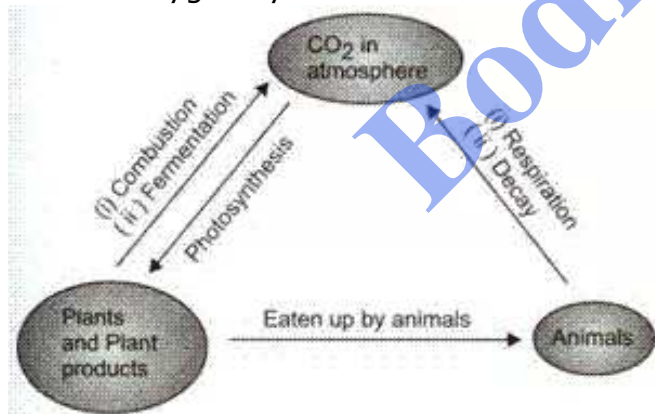 CO2 in
atmosphere
(i) Combustion
(ii) Fermentation
Photosynthesis
(i) Respiration
(ii) Decay
Plants
and Plant
products
Eaten up by animals
Animals